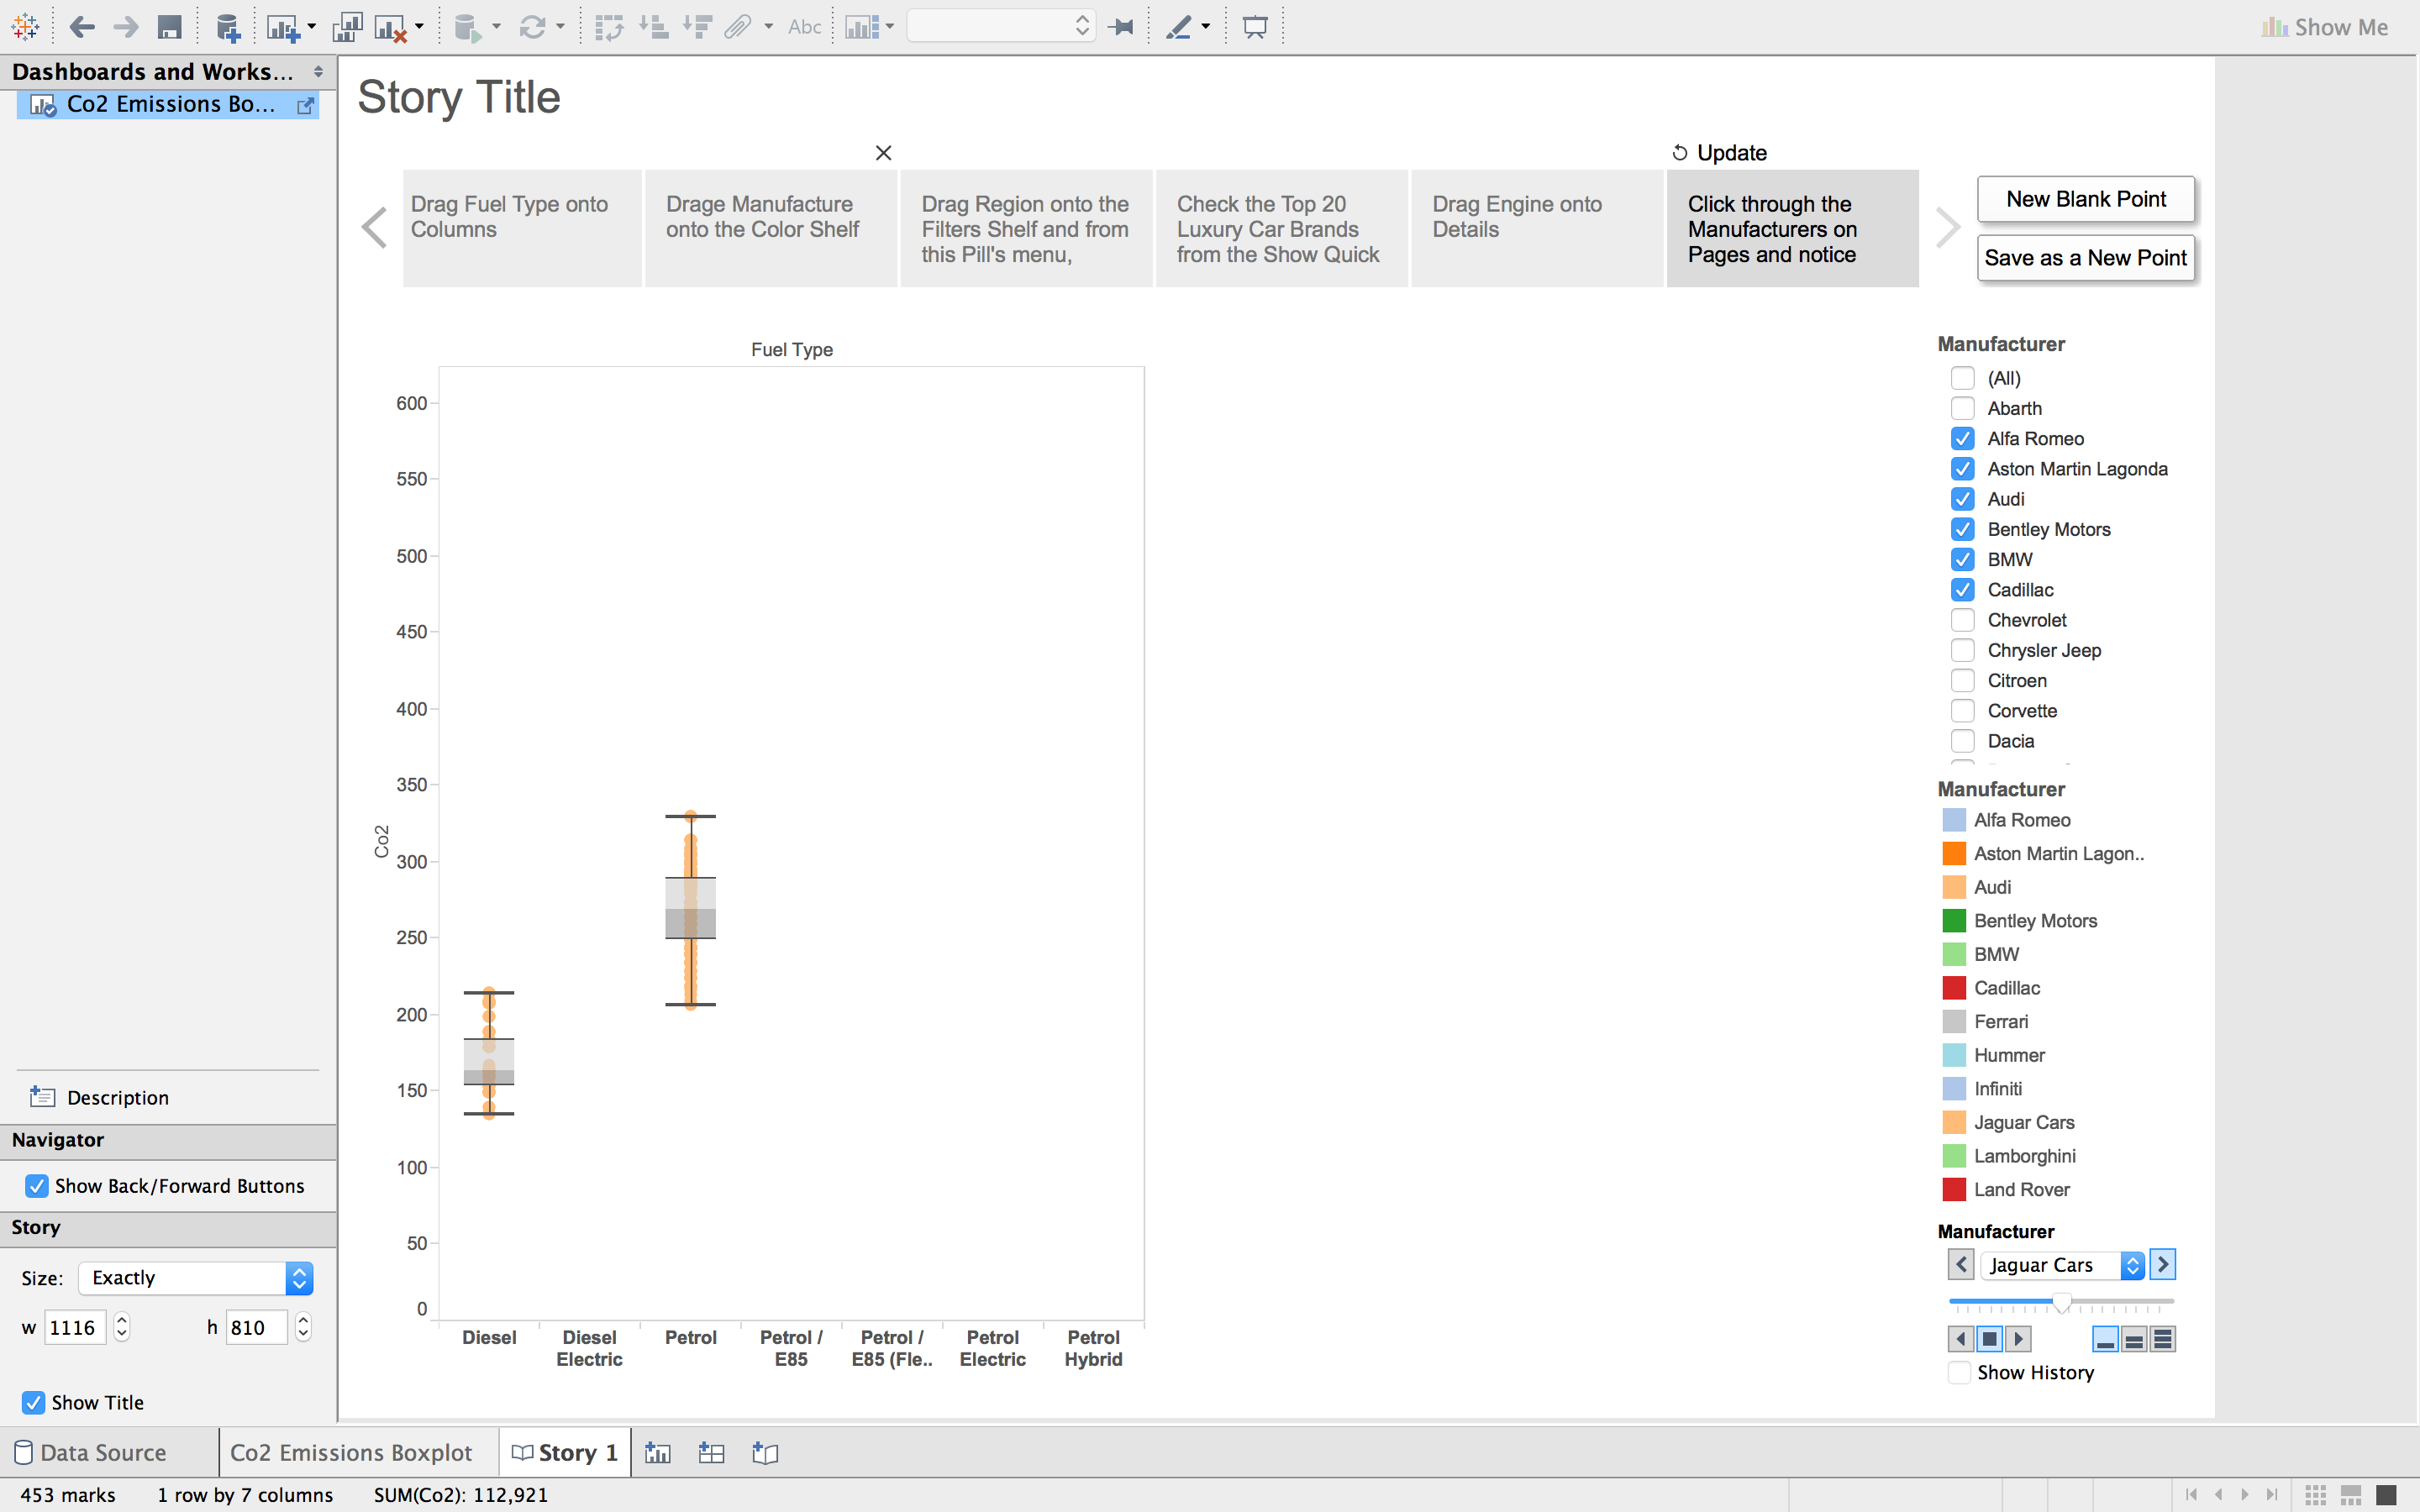 Abc
Show Me
Dashboards and Works...
Co2 Emissions Bo...
Story Title
Update
Drag Fuel Type onto
Columns
Drage Manufacture
onto the Color Shelf
Drag Region onto the
Filters Shelf and from
this Pill's menu,
Check the Top 20
Luxury Car Brands
from the Show Quick
Drag Engine onto
Details
Click through the
Manufacturers on
Pages and notice
New Blank Point
Save as a New Point
Fuel Type
600
550
500
450
400
350
300
250
200
150
100
50
0
Co2
Diesel
Diesel
Electric
Petrol
Petrol /
E85
Petrol /
E85 (Fle..
Petrol
Electric
Petrol
Hybrid
Manufacturer
(All)
Abarth
Alfa Romeo
Aston Martin Lagonda
Audi
Bentley Motors
BMW
Cadillac
Chevrolet
Chrysler Jeep
Citroen
Corvette
Dacia
Manufacturer
Alfa Romeo
Aston Martin Lagon..
Audi
Bentley Motors
BMW
Cadillac
Ferrari
Hummer
Infiniti
Jaguar Cars
Lamborghini
Land Rover
Manufacturer
Jaguar Cars
Show History
Description
Navigator
Show Back/Forward Buttons
Story
Size: Exactly
w 1116 h 810
Show Title
Data Source
Co2 Emissions Boxplot
Story 1
453 marks 1 row by 7 columns SUM(Co2): 112,921